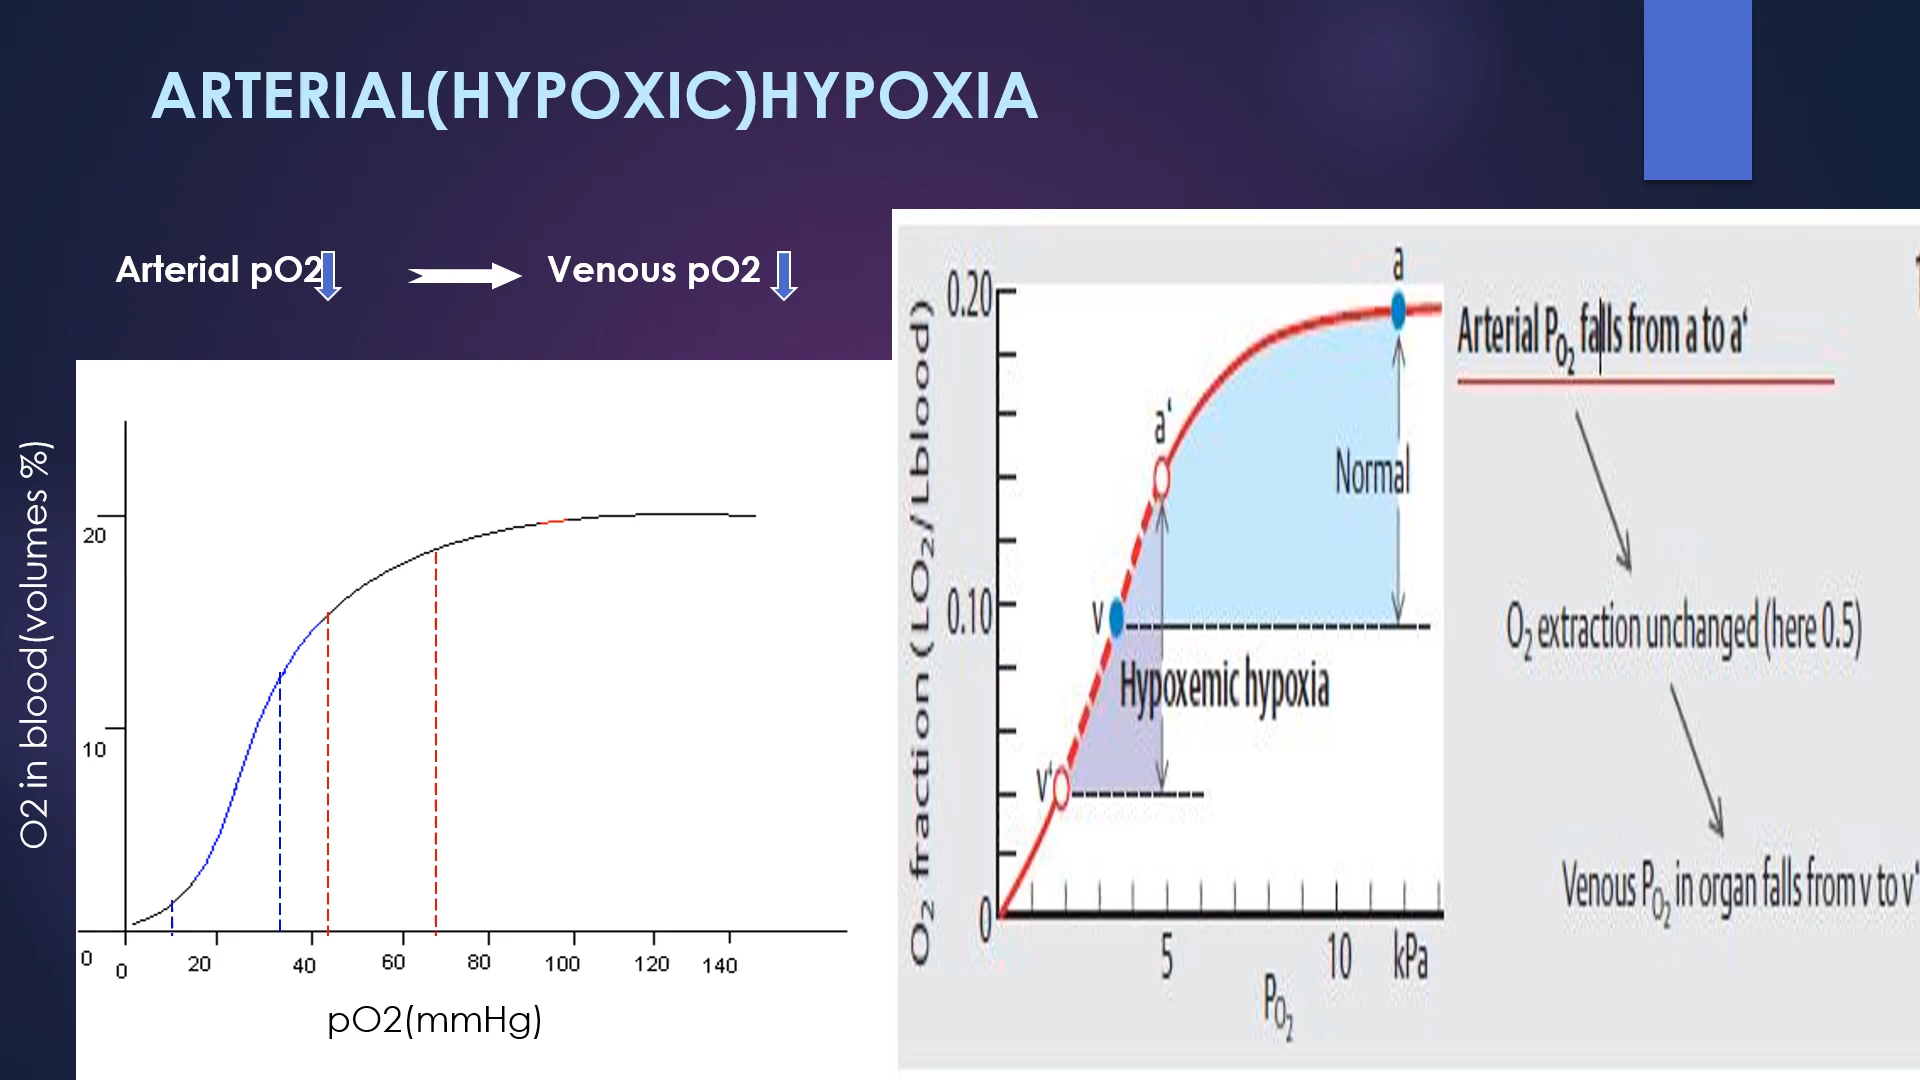 ARTERIAL(HYPOXIC)HYPOXIA
Arterial pO2
Venous pO2
O2 in blood(volumes %)
20
10
0
0 20 40 60 80 100 120 140
pO2(mmHg)
O2 fraction (LO2/Lblood)
0.20
0.10
0
a
a‘
v
v‘
Normal
Hypoxemic hypoxia
5 10 kPa
PO2
Arterial PO2 falls from a to a‘
O2 extraction unchanged (here 0.5)
Venous PO2 in organ falls from v to v‘